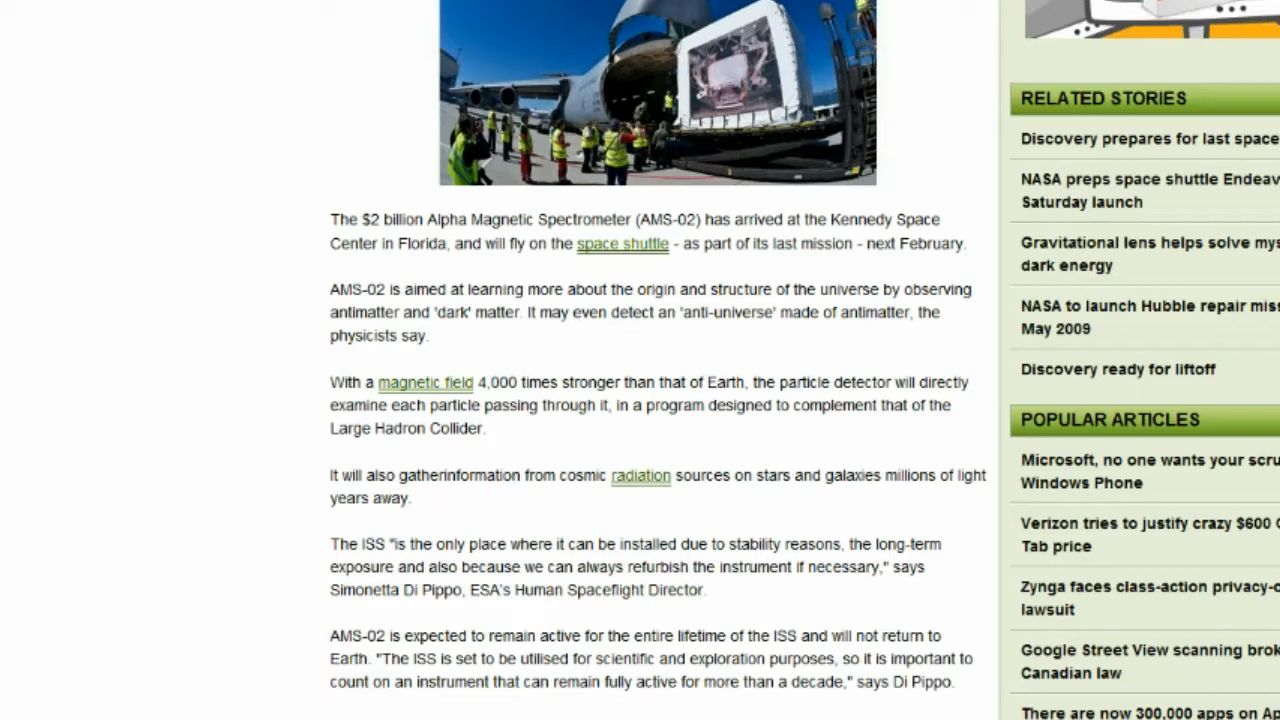 The $2 billion Alpha Magnetic Spectrometer (AMS-02) has arrived at the Kennedy Space
Center in Florida, and will fly on the space shuttle - as part of its last mission - next February.
AMS-02 is aimed at learning more about the origin and structure of the universe by observing
antimatter and 'dark' matter. It may even detect an 'anti-universe' made of antimatter, the
physicists say.
With a magnetic field 4,000 times stronger than that of Earth, the particle detector will directly
examine each particle passing through it, in a program designed to complement that of the
Large Hadron Collider.
It will also gatherinformation from cosmic radiation sources on stars and galaxies millions of light
years away.
The ISS "is the only place where it can be installed due to stability reasons, the long-term
exposure and also because we can always refurbish the instrument if necessary," says
Simonetta Di Pippo, ESA's Human Spaceflight Director.
AMS-02 is expected to remain active for the entire lifetime of the ISS and will not return to
Earth. "The ISS is set to be utilised for scientific and exploration purposes, so it is important to
count on an instrument that can remain fully active for more than a decade," says Di Pippo.
RELATED STORIES
Discovery prepares for last space
NASA preps space shuttle Endeav
Saturday launch
Gravitational lens helps solve mys
dark energy
NASA to launch Hubble repair miss
May 2009
Discovery ready for liftoff
POPULAR ARTICLES
Microsoft, no one wants your scru
Windows Phone
Verizon tries to justify crazy $600
Tab price
Zynga faces class-action privacy-c
lawsuit
Google Street View scanning brok
Canadian law
There are now 300,000 apps on Ap